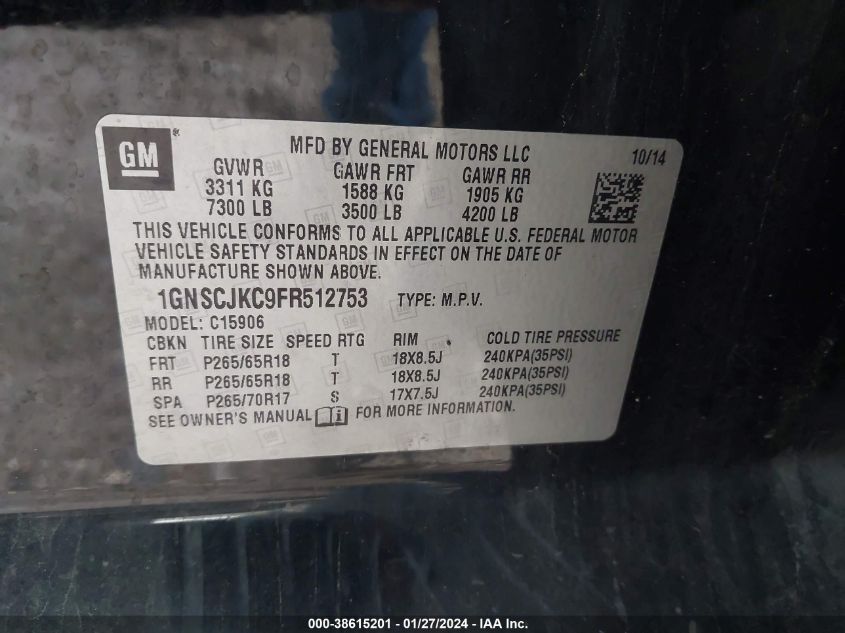 GM
MFD BY GENERAL MOTORS LLC 10/14
GVWR GAWR FRT GAWR RR
3311 KG 1588 KG 1905 KG
7300 LB 3500 LB 4200 LB
THIS VEHICLE CONFORMS TO ALL APPLICABLE U.S. FEDERAL MOTOR
VEHICLE SAFETY STANDARDS IN EFFECT ON THE DATE OF
MANUFACTURE SHOWN ABOVE.
1GNSCJKC9FR512753 TYPE: M.P.V.
MODEL: C15906
CBKN TIRE SIZE SPEED RTG RIM COLD TIRE PRESSURE
FRT P265/65R18 T 18X8.5J 240KPA(35PSI)
RR P265/65R18 T 18X8.5J 240KPA(35PSI)
SPA P265/70R17 S 17X7.5J 240KPA(35PSI)
SEE OWNER'S MANUAL FOR MORE INFORMATION.
000-38615201 - 01/27/2024 - IAA Inc.